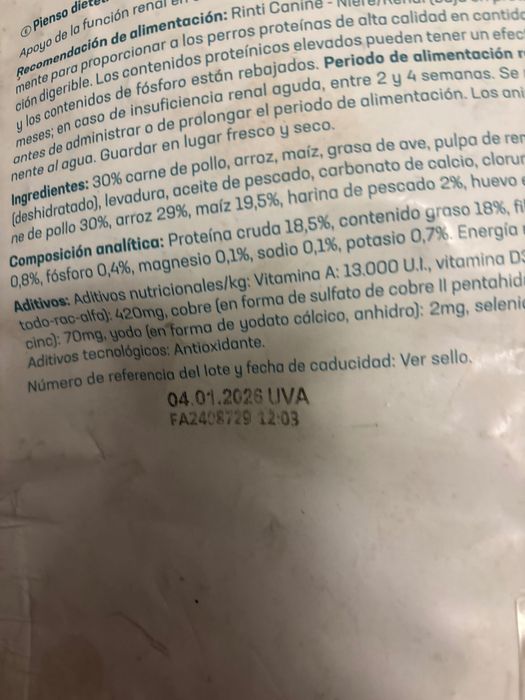 Ⓔ Pienso diete
Apoyo de la función renal en
Recomendación de alimentación: Rinti Canine - Niere/Renal
mente para proporcionar a los perros proteínas de alta calidad en cantid
ción digerible. Los contenidos proteínicos elevados pueden tener un efec
y los contenidos de fósforo están rebajados. Periodo de alimentación r
meses; en caso de insuficiencia renal aguda, entre 2 y 4 semanas. Se
antes de administrar o de prolongar el periodo de alimentación. Los ani
nente al agua. Guardar en lugar fresco y seco.
Ingredientes: 30% carne de pollo, arroz, maíz, grasa de ave, pulpa de rem
(deshidratado), levadura, aceite de pescado, carbonato de calcio, clorur
ne de pollo 30%, arroz 29%, maíz 19,5%, harina de pescado 2%, huevo
Composición analítica: Proteína cruda 18,5%, contenido graso 18%, fi
0,8%, fósforo 0,4%, magnesio 0,1%, sodio 0,1%, potasio 0,7%. Energía
Aditivos: Aditivos nutricionales/kg: Vitamina A: 13.000 U.I., vitamina D3
todo-rac-alfa): 420mg, cobre (en forma de sulfato de cobre II pentahid
cinc): 70mg, yodo (en forma de yodato cálcico, anhidro): 2mg, seleni
Aditivos tecnológicos: Antioxidante.
Número de referencia del lote y fecha de caducidad: Ver sello.
04.01.2026 UVA
FA2408729 12:03